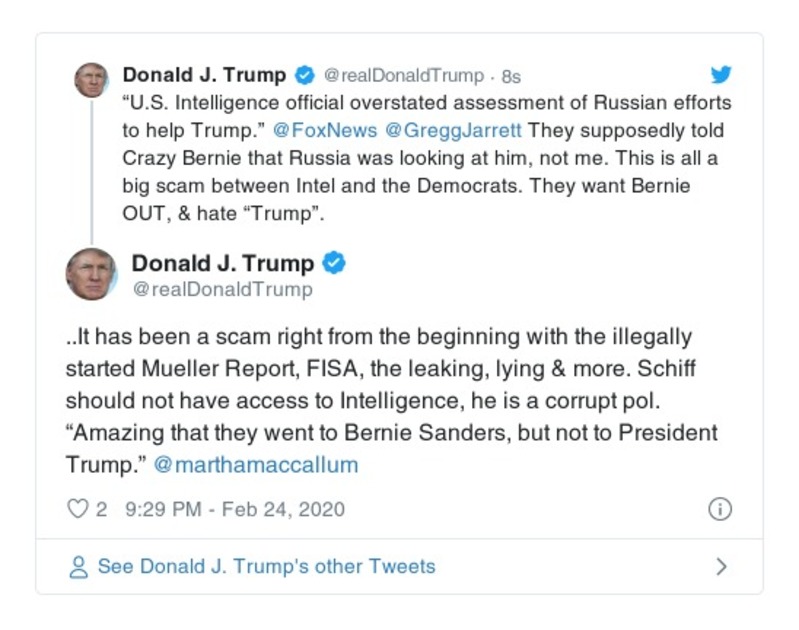 Donald J. Trump @realDonaldTrump · 8s
“U.S. Intelligence official overstated assessment of Russian efforts
to help Trump.” @FoxNews @GreggJarrett They supposedly told
Crazy Bernie that Russia was looking at him, not me. This is all a
big scam between Intel and the Democrats. They want Bernie
OUT, & hate “Trump”.
Donald J. Trump
@realDonaldTrump
..It has been a scam right from the beginning with the illegally
started Mueller Report, FISA, the leaking, lying & more. Schiff
should not have access to Intelligence, he is a corrupt pol.
“Amazing that they went to Bernie Sanders, but not to President
Trump.” @marthamaccallum
2 9:29 PM - Feb 24, 2020
See Donald J. Trump's other Tweets